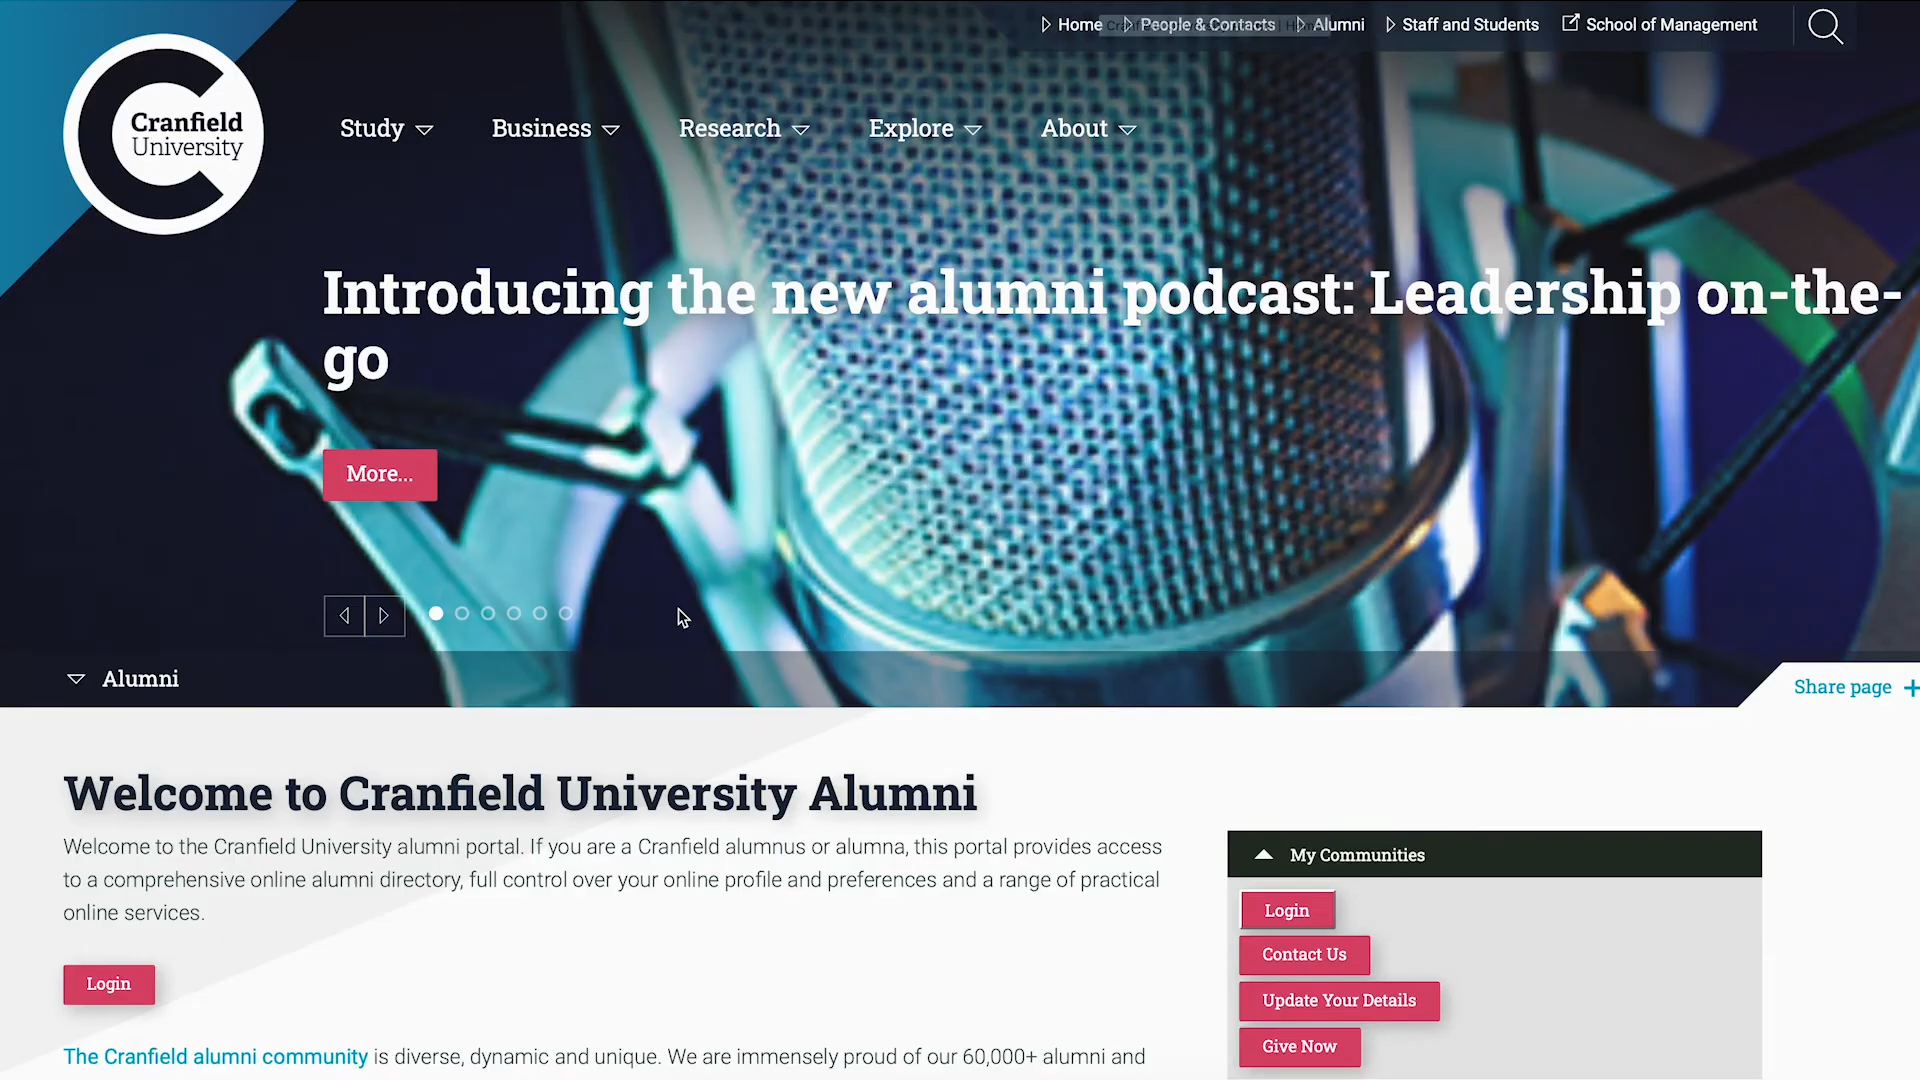 Home People & Contacts Alumni Staff and Students School of Management
Cranfield
University
Study Business Research Explore About
Introducing the new alumni podcast: Leadership on-the-
go
More...
Alumni
Share page +
Welcome to Cranfield University Alumni
Welcome to the Cranfield University alumni portal. If you are a Cranfield alumnus or alumna, this portal provides access
to a comprehensive online alumni directory, full control over your online profile and preferences and a range of practical
online services.
Login
The Cranfield alumni community is diverse, dynamic and unique. We are immensely proud of our 60,000+ alumni and
My Communities
Login
Contact Us
Update Your Details
Give Now